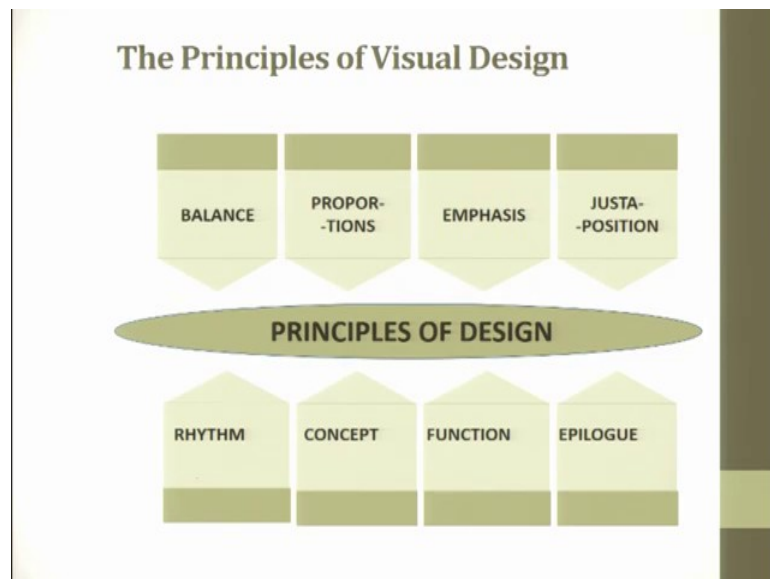 The Principles of Visual Design
BALANCE
PROPOR-
-TIONS
EMPHASIS
JUSTA-
-POSITION
PRINCIPLES OF DESIGN
RHYTHM
CONCEPT
FUNCTION
EPILOGUE